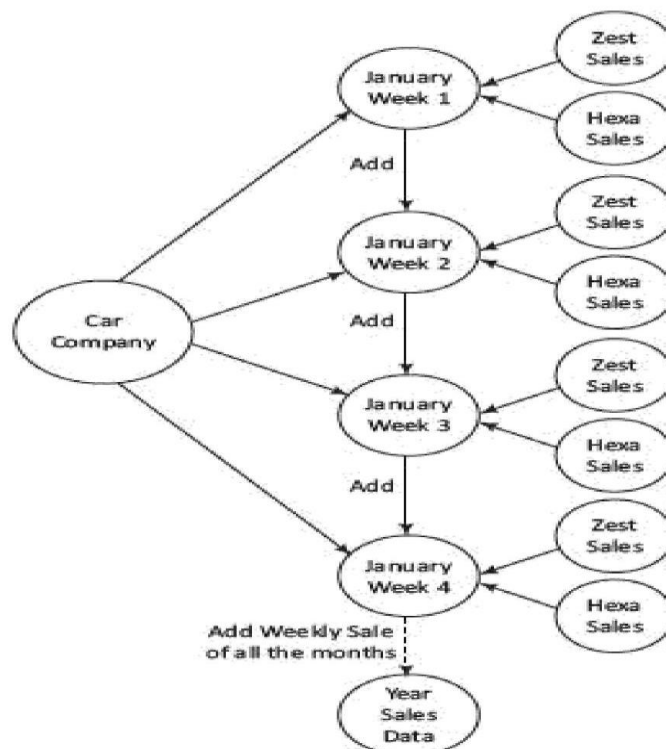 Zest
Sales
January
Week 1
Hexa
Sales
Add
Zest
Sales
January
Week 2
Hexa
Sales
Car
Company
Add
Zest
Sales
January
Week 3
Hexa
Sales
Add
Zest
Sales
January
Week 4
Hexa
Sales
Add Weekly Sale
of all the months
Year
Sales
Data